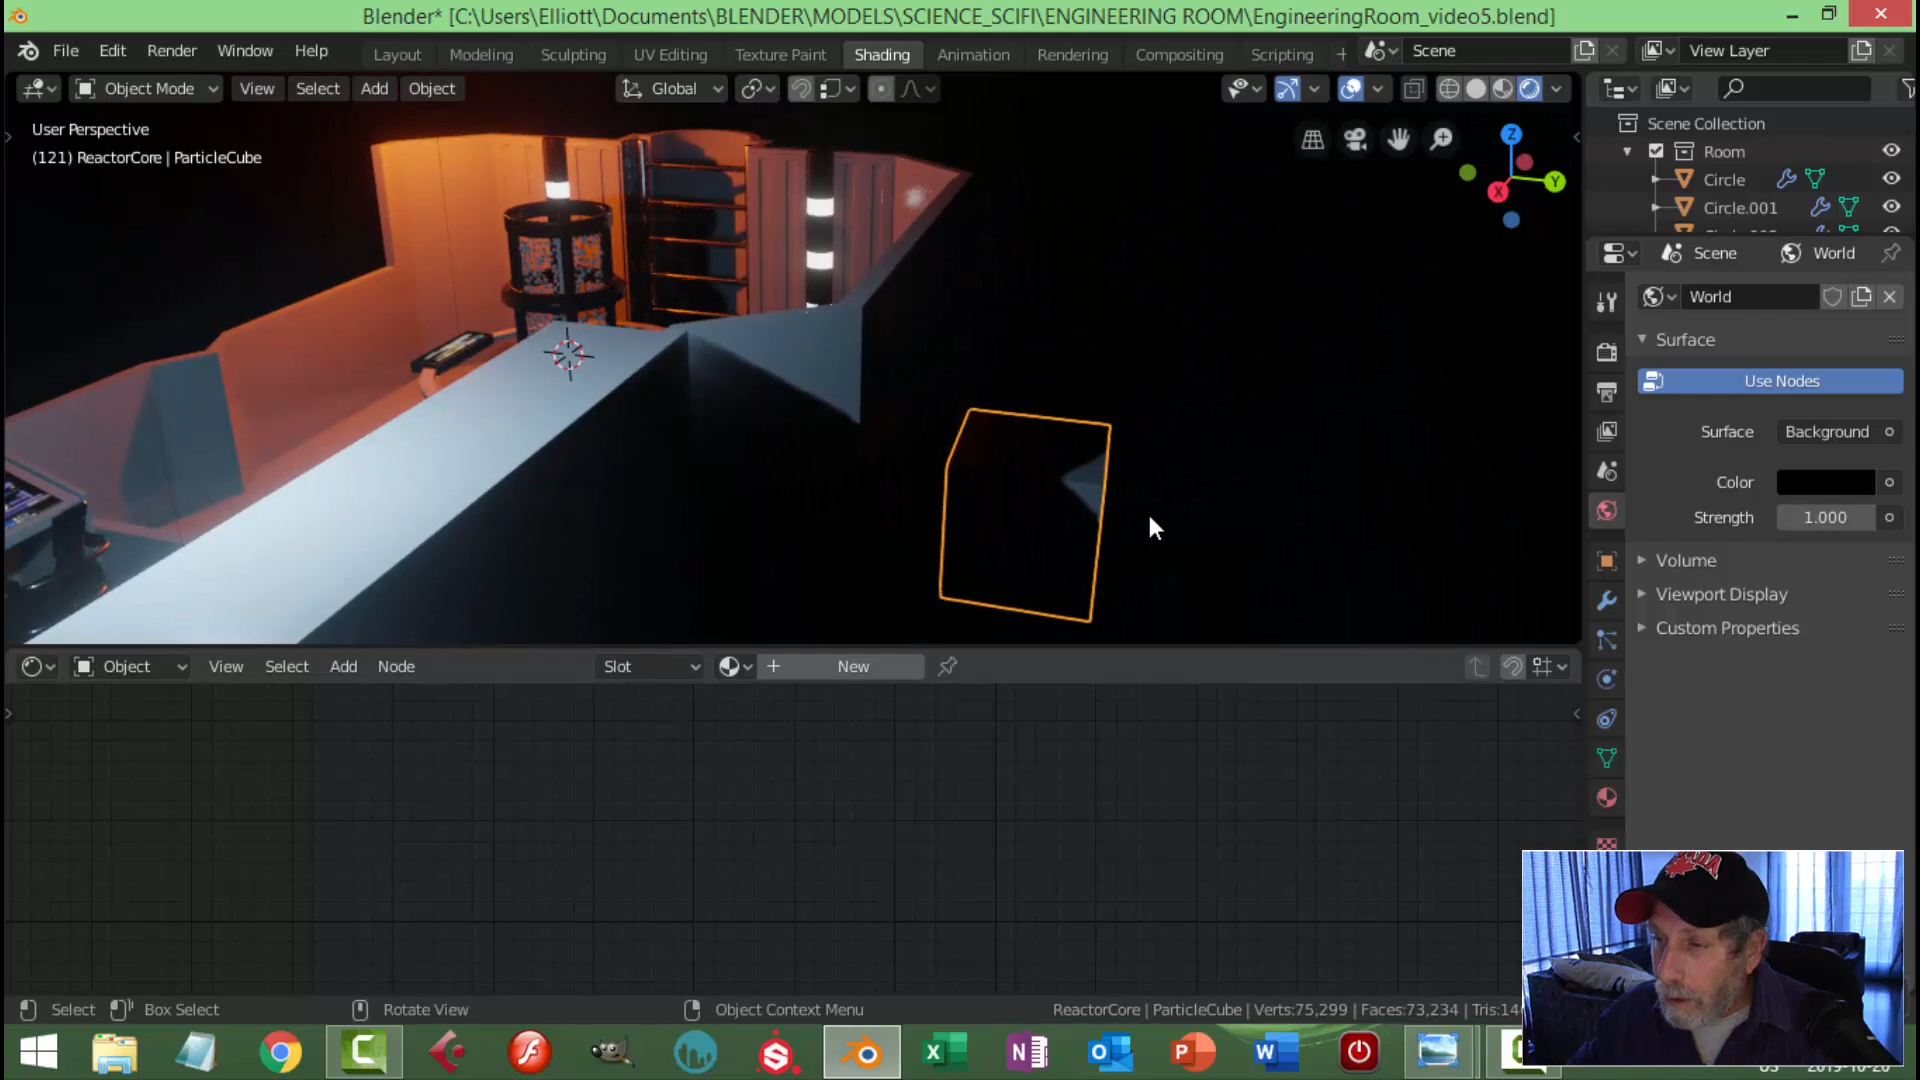 Blender* [C:\Users\Elliott\Documents\BLENDER\MODELS\SCIENCE_SCIFI\ENGINEERING ROOM\EngineeringRoom_video5.blend]
File Edit Render Window Help
Layout Modeling Sculpting UV Editing Texture Paint Shading Animation Rendering Compositing Scripting +
Scene
View Layer
Object Mode View Select Add Object
Global
User Perspective
(121) ReactorCore | ParticleCube
Z
Y
X
Scene Collection
Room
Circle
Circle.001
Scene World
World
Surface
Use Nodes
Surface Background
Color
Strength 1.000
Volume
Viewport Display
Custom Properties
Object View Select Add Node
Slot
New
Select Box Select Rotate View Object Context Menu
ReactorCore | ParticleCube | Verts:75,299 | Faces:73,234 |